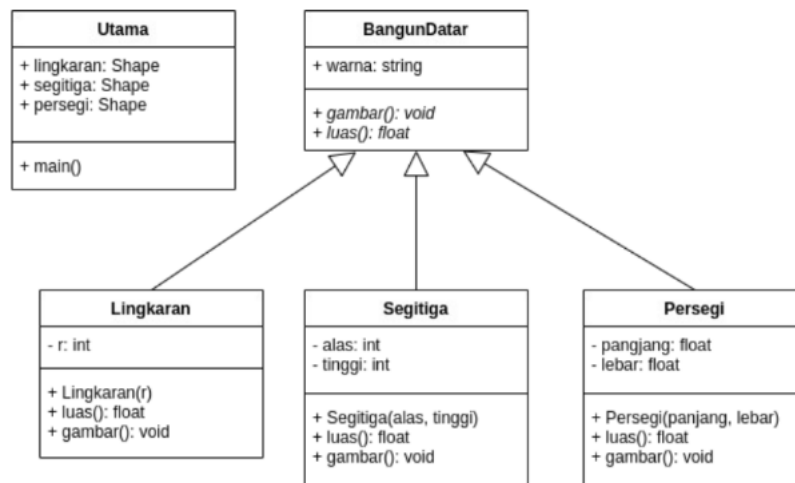 Utama
+ lingkaran: Shape
+ segitiga: Shape
+ persegi: Shape
+ main()
BangunDatar
+ warna: string
+ gambar(): void
+ luas(): float
Lingkaran
- r: int
+ Lingkaran(r)
+ luas(): float
+ gambar(): void
Segitiga
- alas: int
- tinggi: int
+ Segitiga(alas, tinggi)
+ luas(): float
+ gambar(): void
Persegi
- pangjang: float
- lebar: float
+ Persegi(panjang, lebar)
+ luas(): float
+ gambar(): void